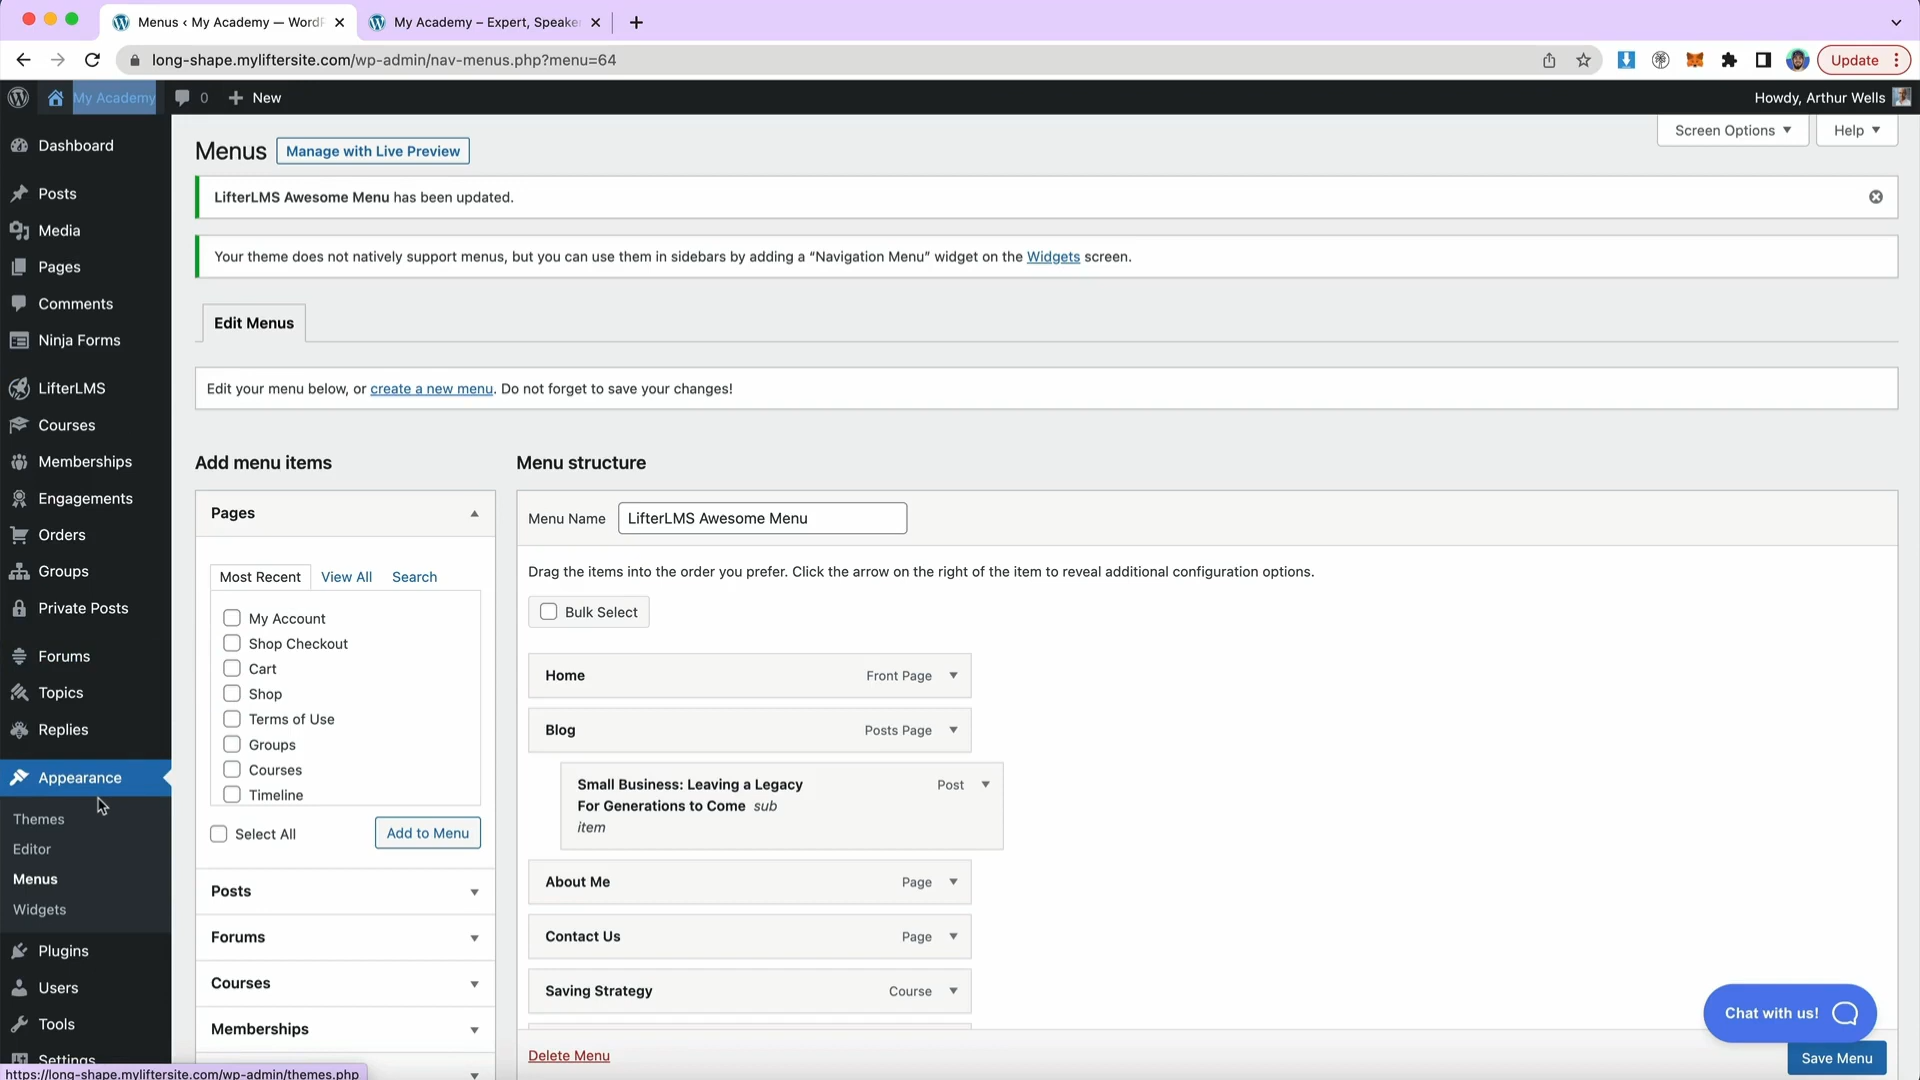 Menus ‹ My Academy — WordP
My Academy – Expert, Speake
long-shape.myliftersite.com/wp-admin/nav-menus.php?menu=64
Update
My Academy
0
New
Howdy, Arthur Wells
Dashboard
Posts
Media
Pages
Comments
Ninja Forms
LifterLMS
Courses
Memberships
Engagements
Orders
Groups
Private Posts
Forums
Topics
Replies
Appearance
Themes
Editor
Menus
Widgets
Plugins
Users
Tools
Settings
https://long-shape.myliftersite.com/wp-admin/themes.php
Menus
Manage with Live Preview
Screen Options
Help
LifterLMS Awesome Menu has been updated.
Your theme does not natively support menus, but you can use them in sidebars by adding a “Navigation Menu” widget on the Widgets screen.
Edit Menus
Edit your menu below, or create a new menu. Do not forget to save your changes!
Add menu items
Pages
Most Recent
View All
Search
My Account
Shop Checkout
Cart
Shop
Terms of Use
Groups
Courses
Timeline
Select All
Add to Menu
Posts
Forums
Courses
Memberships
Menu structure
Menu Name
LifterLMS Awesome Menu
Drag the items into the order you prefer. Click the arrow on the right of the item to reveal additional configuration options.
Bulk Select
Home Front Page
Blog Posts Page
Small Business: Leaving a Legacy Post
For Generations to Come sub
item
About Me Page
Contact Us Page
Saving Strategy Course
Delete Menu
Chat with us!
Save Menu